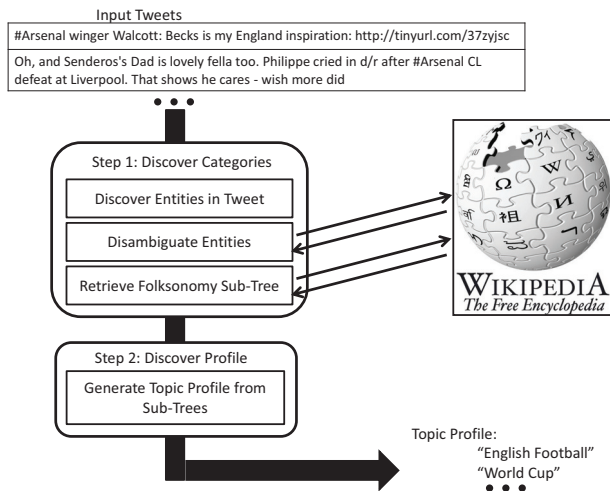 Input Tweets
#Arsenal winger Walcott: Becks is my England inspiration: http://tinyurl.com/37zyjsc
Oh, and Senderos's Dad is lovely fella too. Philippe cried in d/r after #Arsenal CL
defeat at Liverpool. That shows he cares - wish more did
Step 1: Discover Categories
Discover Entities in Tweet
Disambiguate Entities
Retrieve Folksonomy Sub-Tree
Ω
W
祖
И
WIKIPEDIA
The Free Encyclopedia
Step 2: Discover Profile
Generate Topic Profile from
Sub-Trees
Topic Profile:
“English Football”
“World Cup”